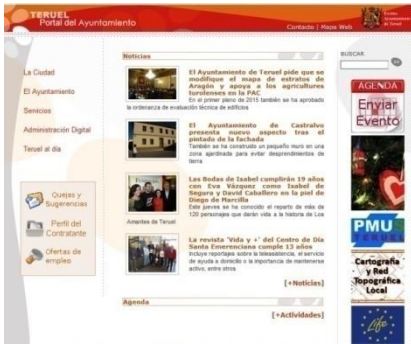 TERUEL
Portal del Ayuntamiento
Contacto | Mapa Web
La Ciudad
El Ayuntamiento
Servicios
Administración Digital
Teruel al día
Quejas y
Sugerencias
Perfil del
Contratante
Ofertas de
empleo
Noticias
El Ayuntamiento de Teruel pide que se
modifique el mapa de estratos de
Aragón y apoya a los agricultores
turolenses en la PAC
En el primer pleno de 2015 también se ha aprobado
la ordenanza de evaluación técnica de edificios
El Ayuntamiento de Castralvo
presenta nuevo aspecto tras el
pintado de la fachada
También se ha construido un pequeño muro en una
zona ajardinada para evitar desprendimientos de
tierra
Las Bodas de Isabel cumplirán 19 años
con Eva Vázquez como Isabel de
Segura y David Caballero en la piel de
Diego de Marcilla
Este jueves se ha conocido el reparto de más de
120 personajes que darán vida a la historia de Los
Amantes de Teruel
La revista 'Vida y +' del Centro de Día
Santa Emerenciana cumple 13 años
Incluye reportajes sobre la teleasistencia, el servicio
de ayuda a domicilio o la importancia de mantenerse
activo, entre otros
[+Noticias]
Agenda
[+Actividades]
BUSCAR
AGENDA
Enviar
Evento
PMUS
TERUEL
Cartografía
y Red
Topográfica
Local
Life